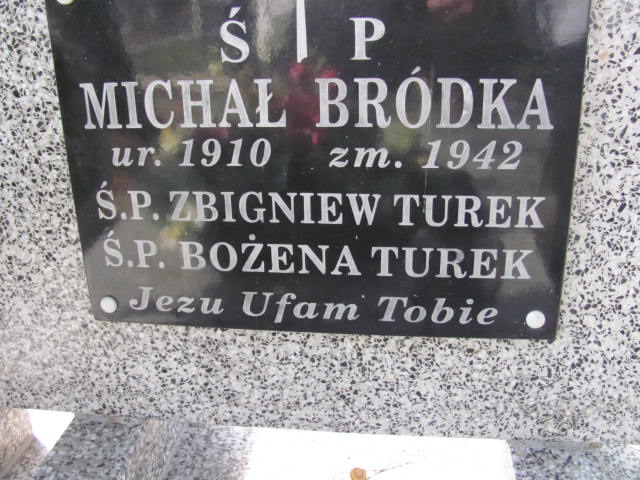 Ś P
MICHAŁ BRÓDKA
ur. 1910 zm. 1942
Ś.P. ZBIGNIEW TUREK
Ś.P. BOŻENA TUREK
Jezu Ufam Tobie